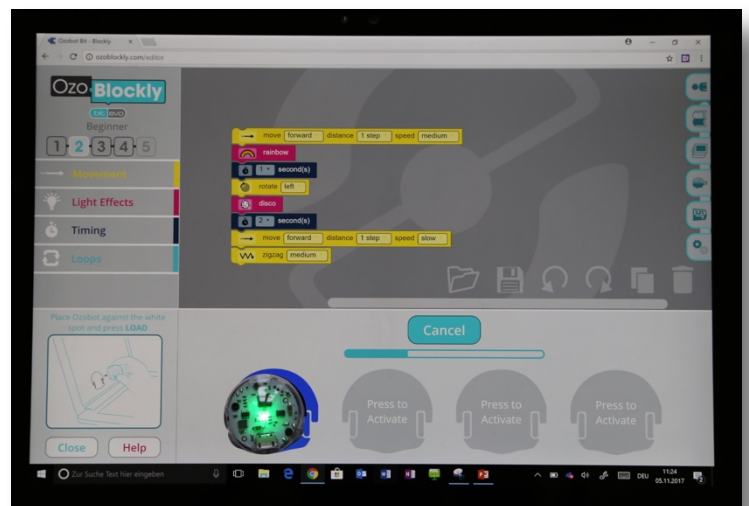 Ozobot Bit - Blockly
ozoblockly.com/editor
Ozo Blockly
bit evo
Beginner
1 2 3 4 5
Movement
Light Effects
Timing
Loops
move forward distance 1 step speed medium
rainbow
1 second(s)
rotate left
disco
2 second(s)
move forward distance 1 step speed slow
zigzag medium
Place Ozobot against the white
spot and press LOAD
Close
Help
Cancel
Press to
Activate
Press to
Activate
Press to
Activate
Zur Suche Text hier eingeben
DEU
11:24
05.11.2017